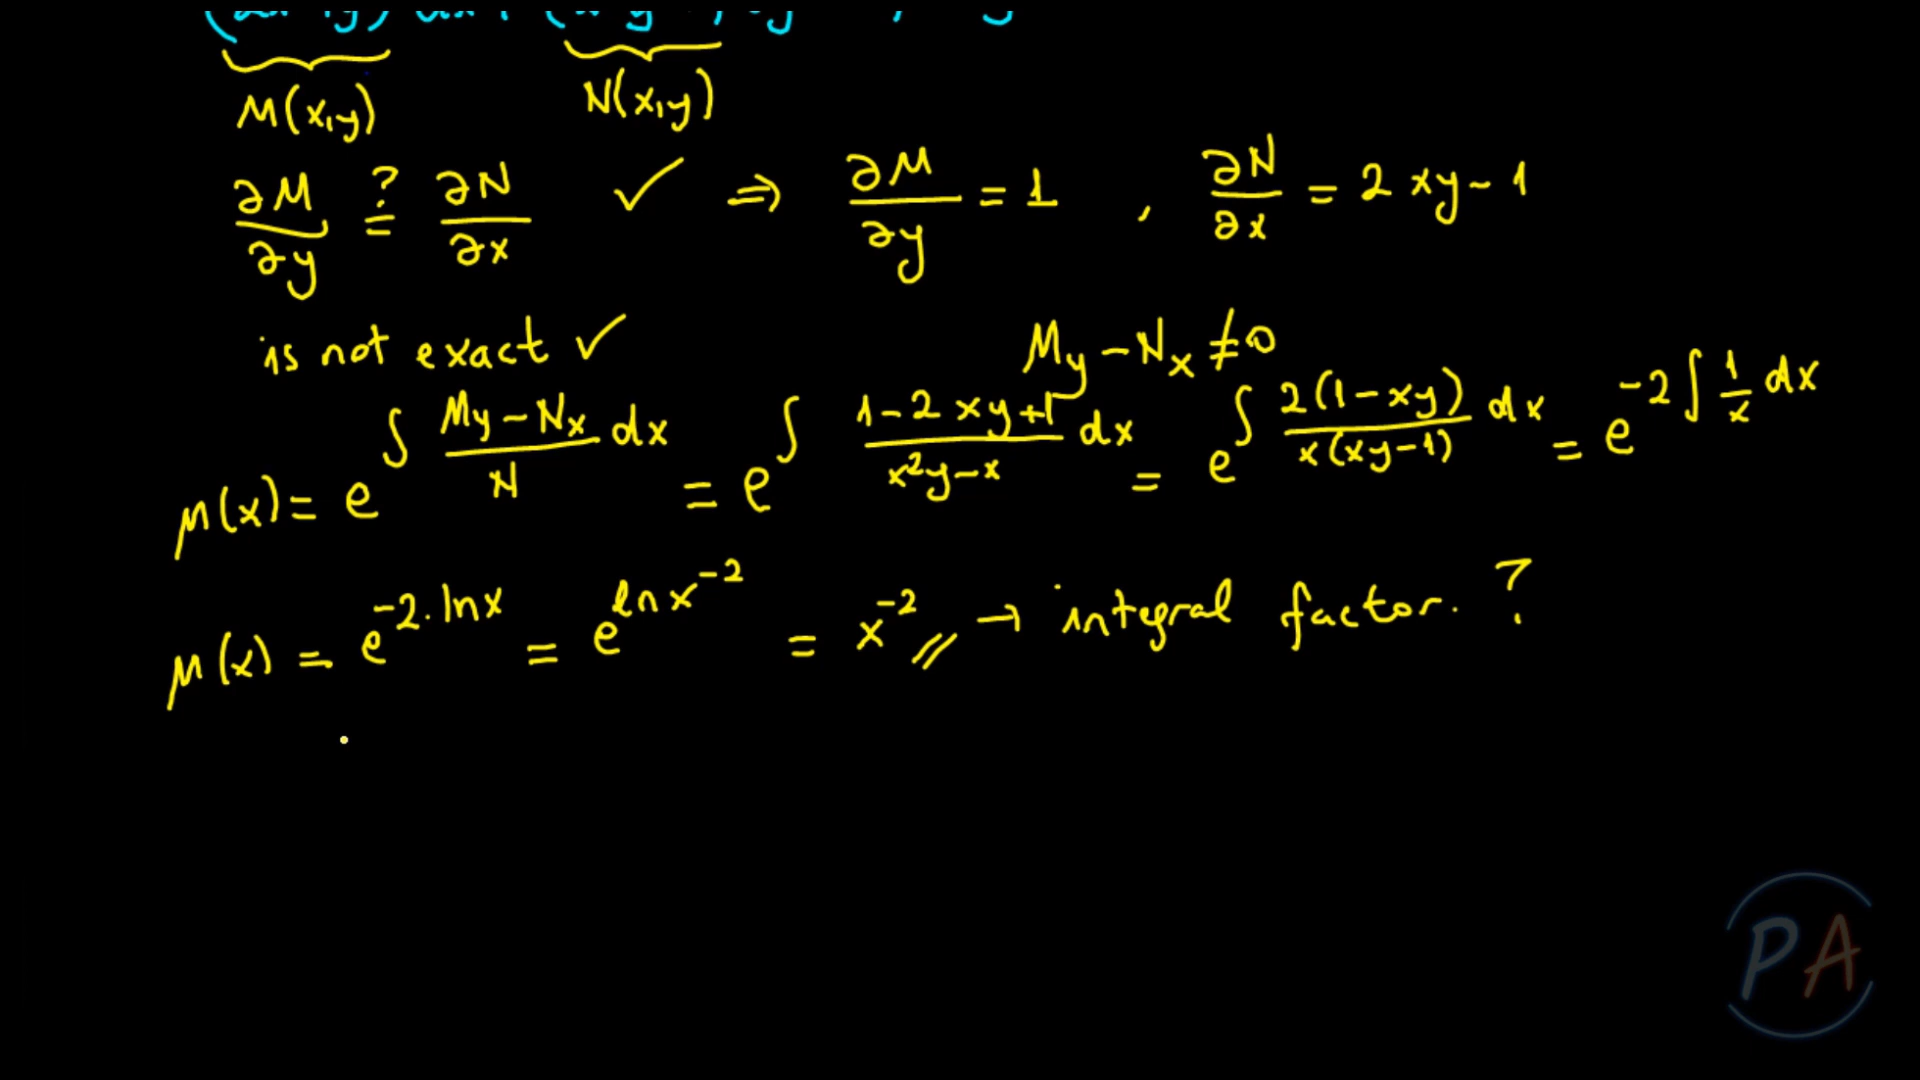 M(x,y) N(x,y)
∂M/∂y ≟ ∂N/∂x ✓ ⇒ ∂M/∂y = 1 , ∂N/∂x = 2xy-1
is not exact ✓ My-Nx≠0
μ(x) = e^∫ (My-Nx)/N dx = e^∫ (1-2xy+1)/(x²y-x) dx = e^∫ 2(1-xy)/(x(xy-1)) dx = e^-2∫ 1/x dx
μ(x) = e^-2.lnx = e^lnx^-2 = x^-2 // → integral factor. ?
PA